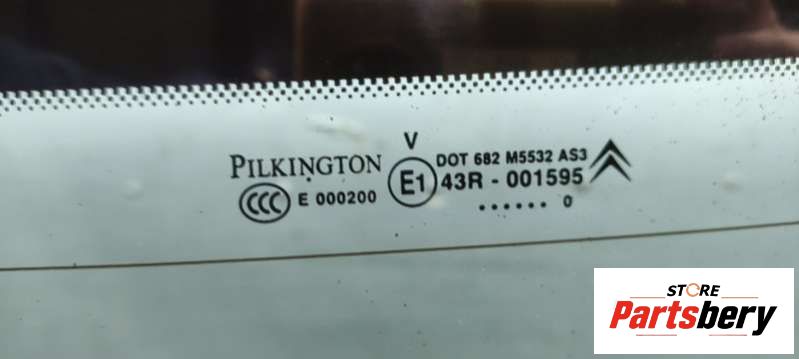 V
PILKINGTON
DOT 682 M5532 AS3
E1
43R - 001595
CCC
E 000200
...... 0
STORE
Partsbery